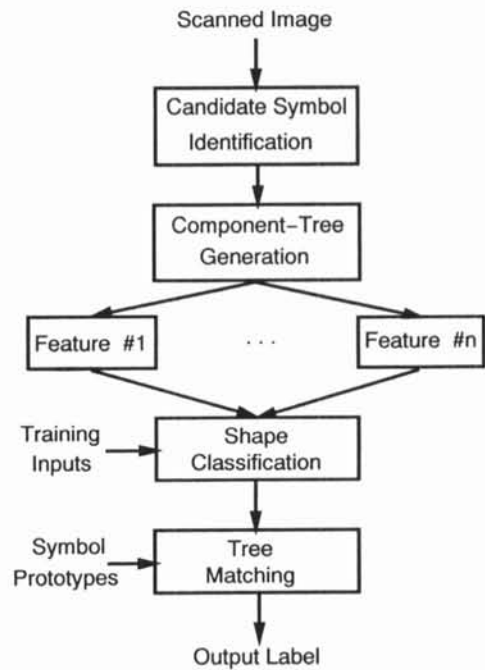 Scanned Image
Candidate Symbol
Identification
Component-Tree
Generation
Feature #1
. . .
Feature #n
Training
Inputs
Shape
Classification
Symbol
Prototypes
Tree
Matching
Output Label